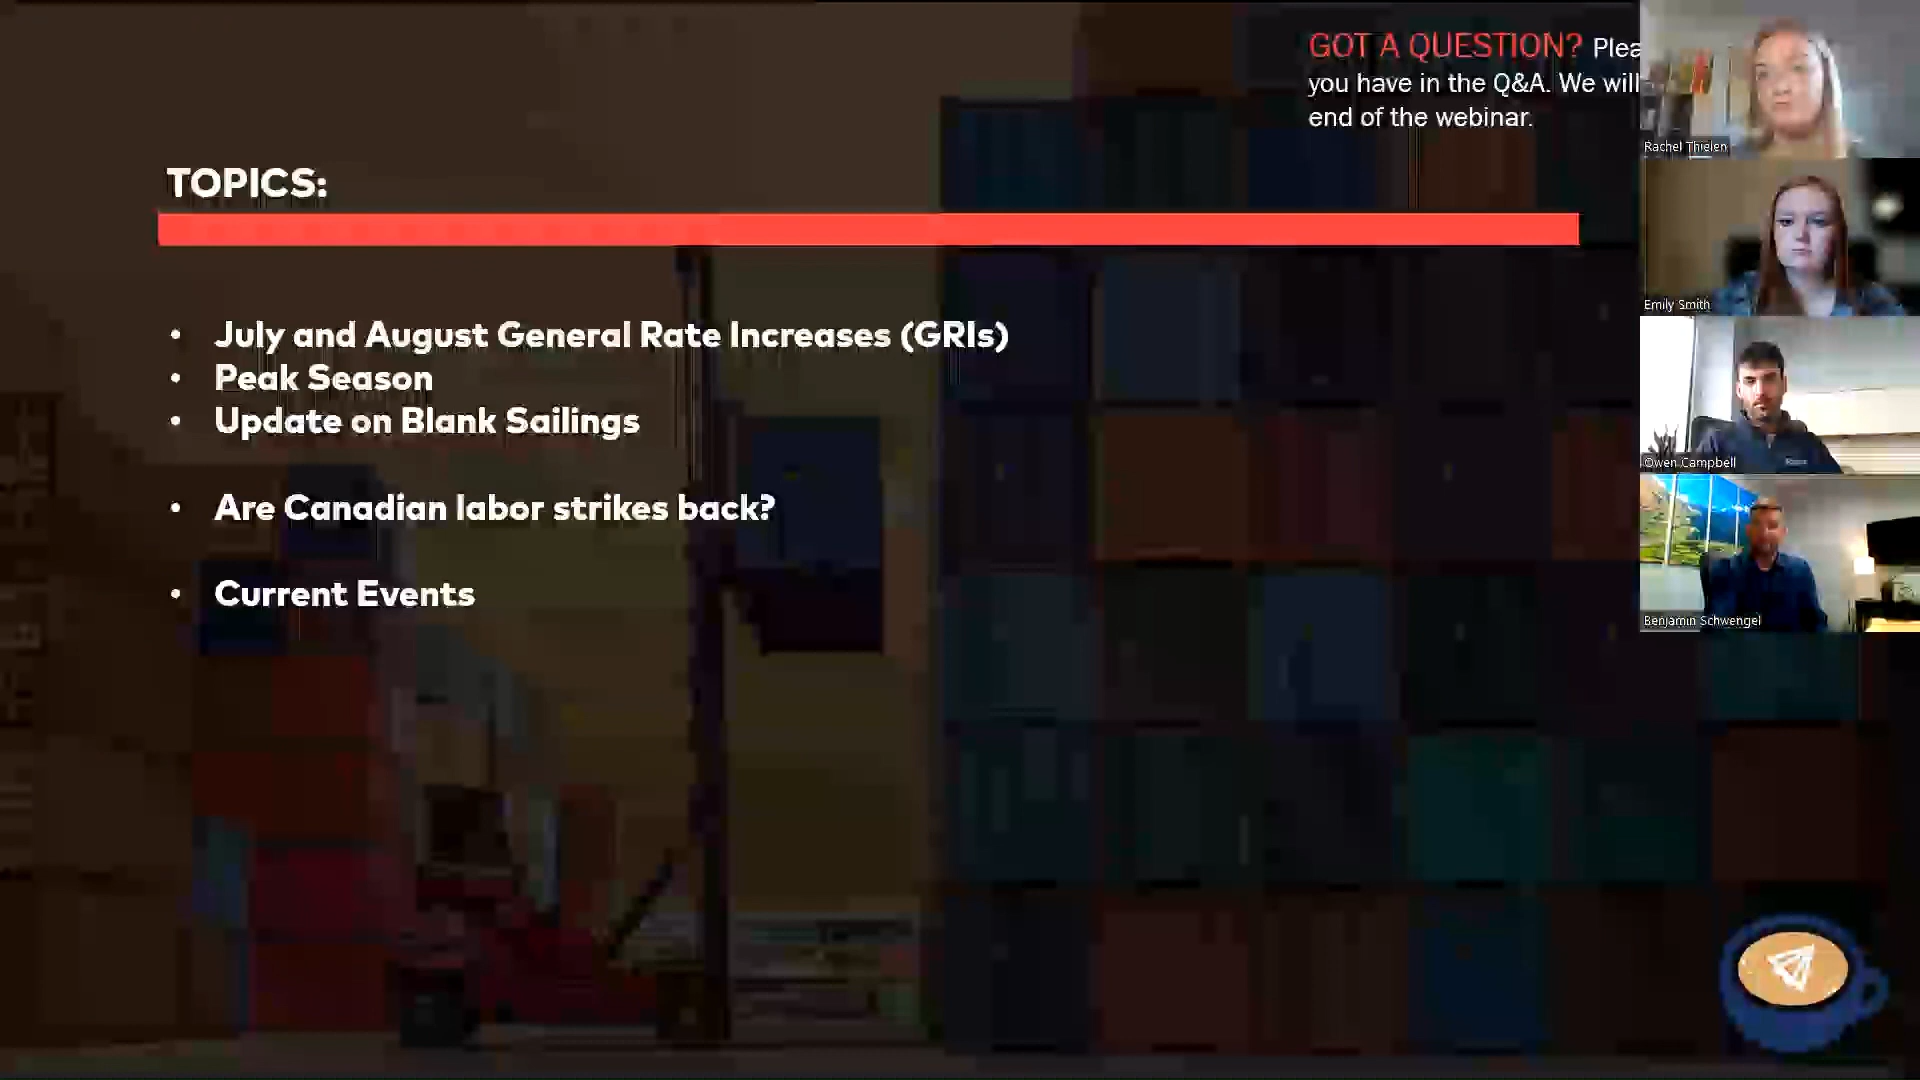 GOT A QUESTION? Plea
you have in the Q&A. We will
end of the webinar.
TOPICS:
• July and August General Rate Increases (GRIs)
• Peak Season
• Update on Blank Sailings
• Are Canadian labor strikes back?
• Current Events
Rachel Thielen
Emily Smith
Owen Campbell
Benjamin Schwengel